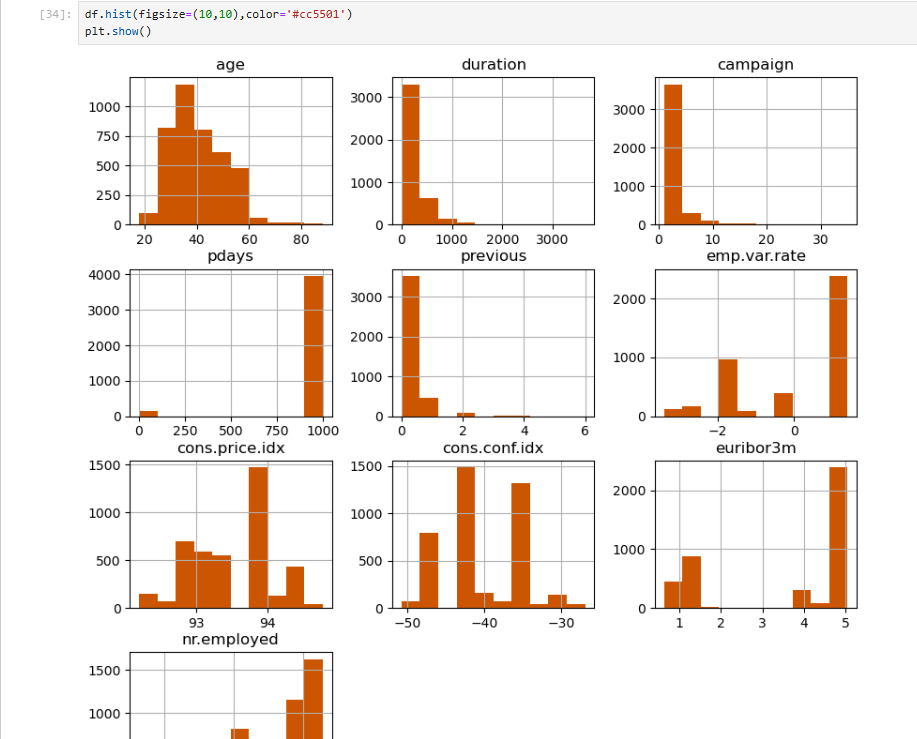 [34]: df.hist(figsize=(10,10),color='#cc5501')
plt.show()
age duration campaign
1000 750 500 250 0
3000 2000 1000 0
3000 2000 1000 0
20 40 60 80
0 1000 2000 3000
0 10 20 30
pdays previous emp.var.rate
4000 3000 2000 1000 0
3000 2000 1000 0
2000 1000 0
0 250 500 750 1000
0 2 4 6
−2 0
cons.price.idx cons.conf.idx euribor3m
1500 1000 500 0
1500 1000 500 0
2000 1000 0
93 94
−50 −40 −30
1 2 3 4 5
nr.employed
1500
1000